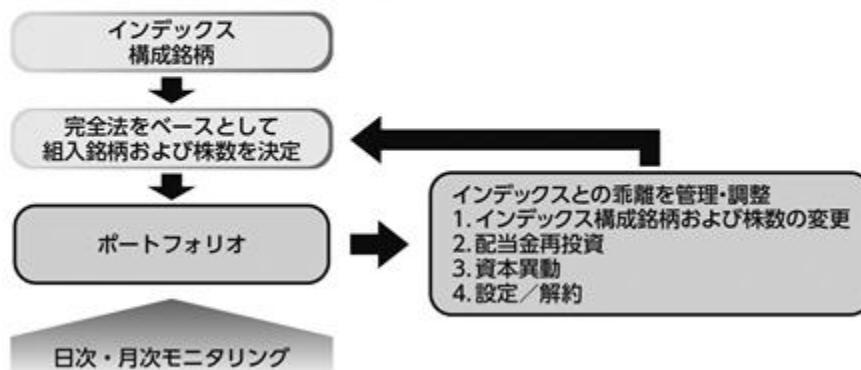 インデックス
構成銘柄
完全法をベースとして
組入銘柄および株数を決定
ポートフォリオ
日次・月次モニタリング
インデックスとの乖離を管理・調整
1.インデックス構成銘柄および株数の変更
2.配当金再投資
3.資本異動
4.設定／解約